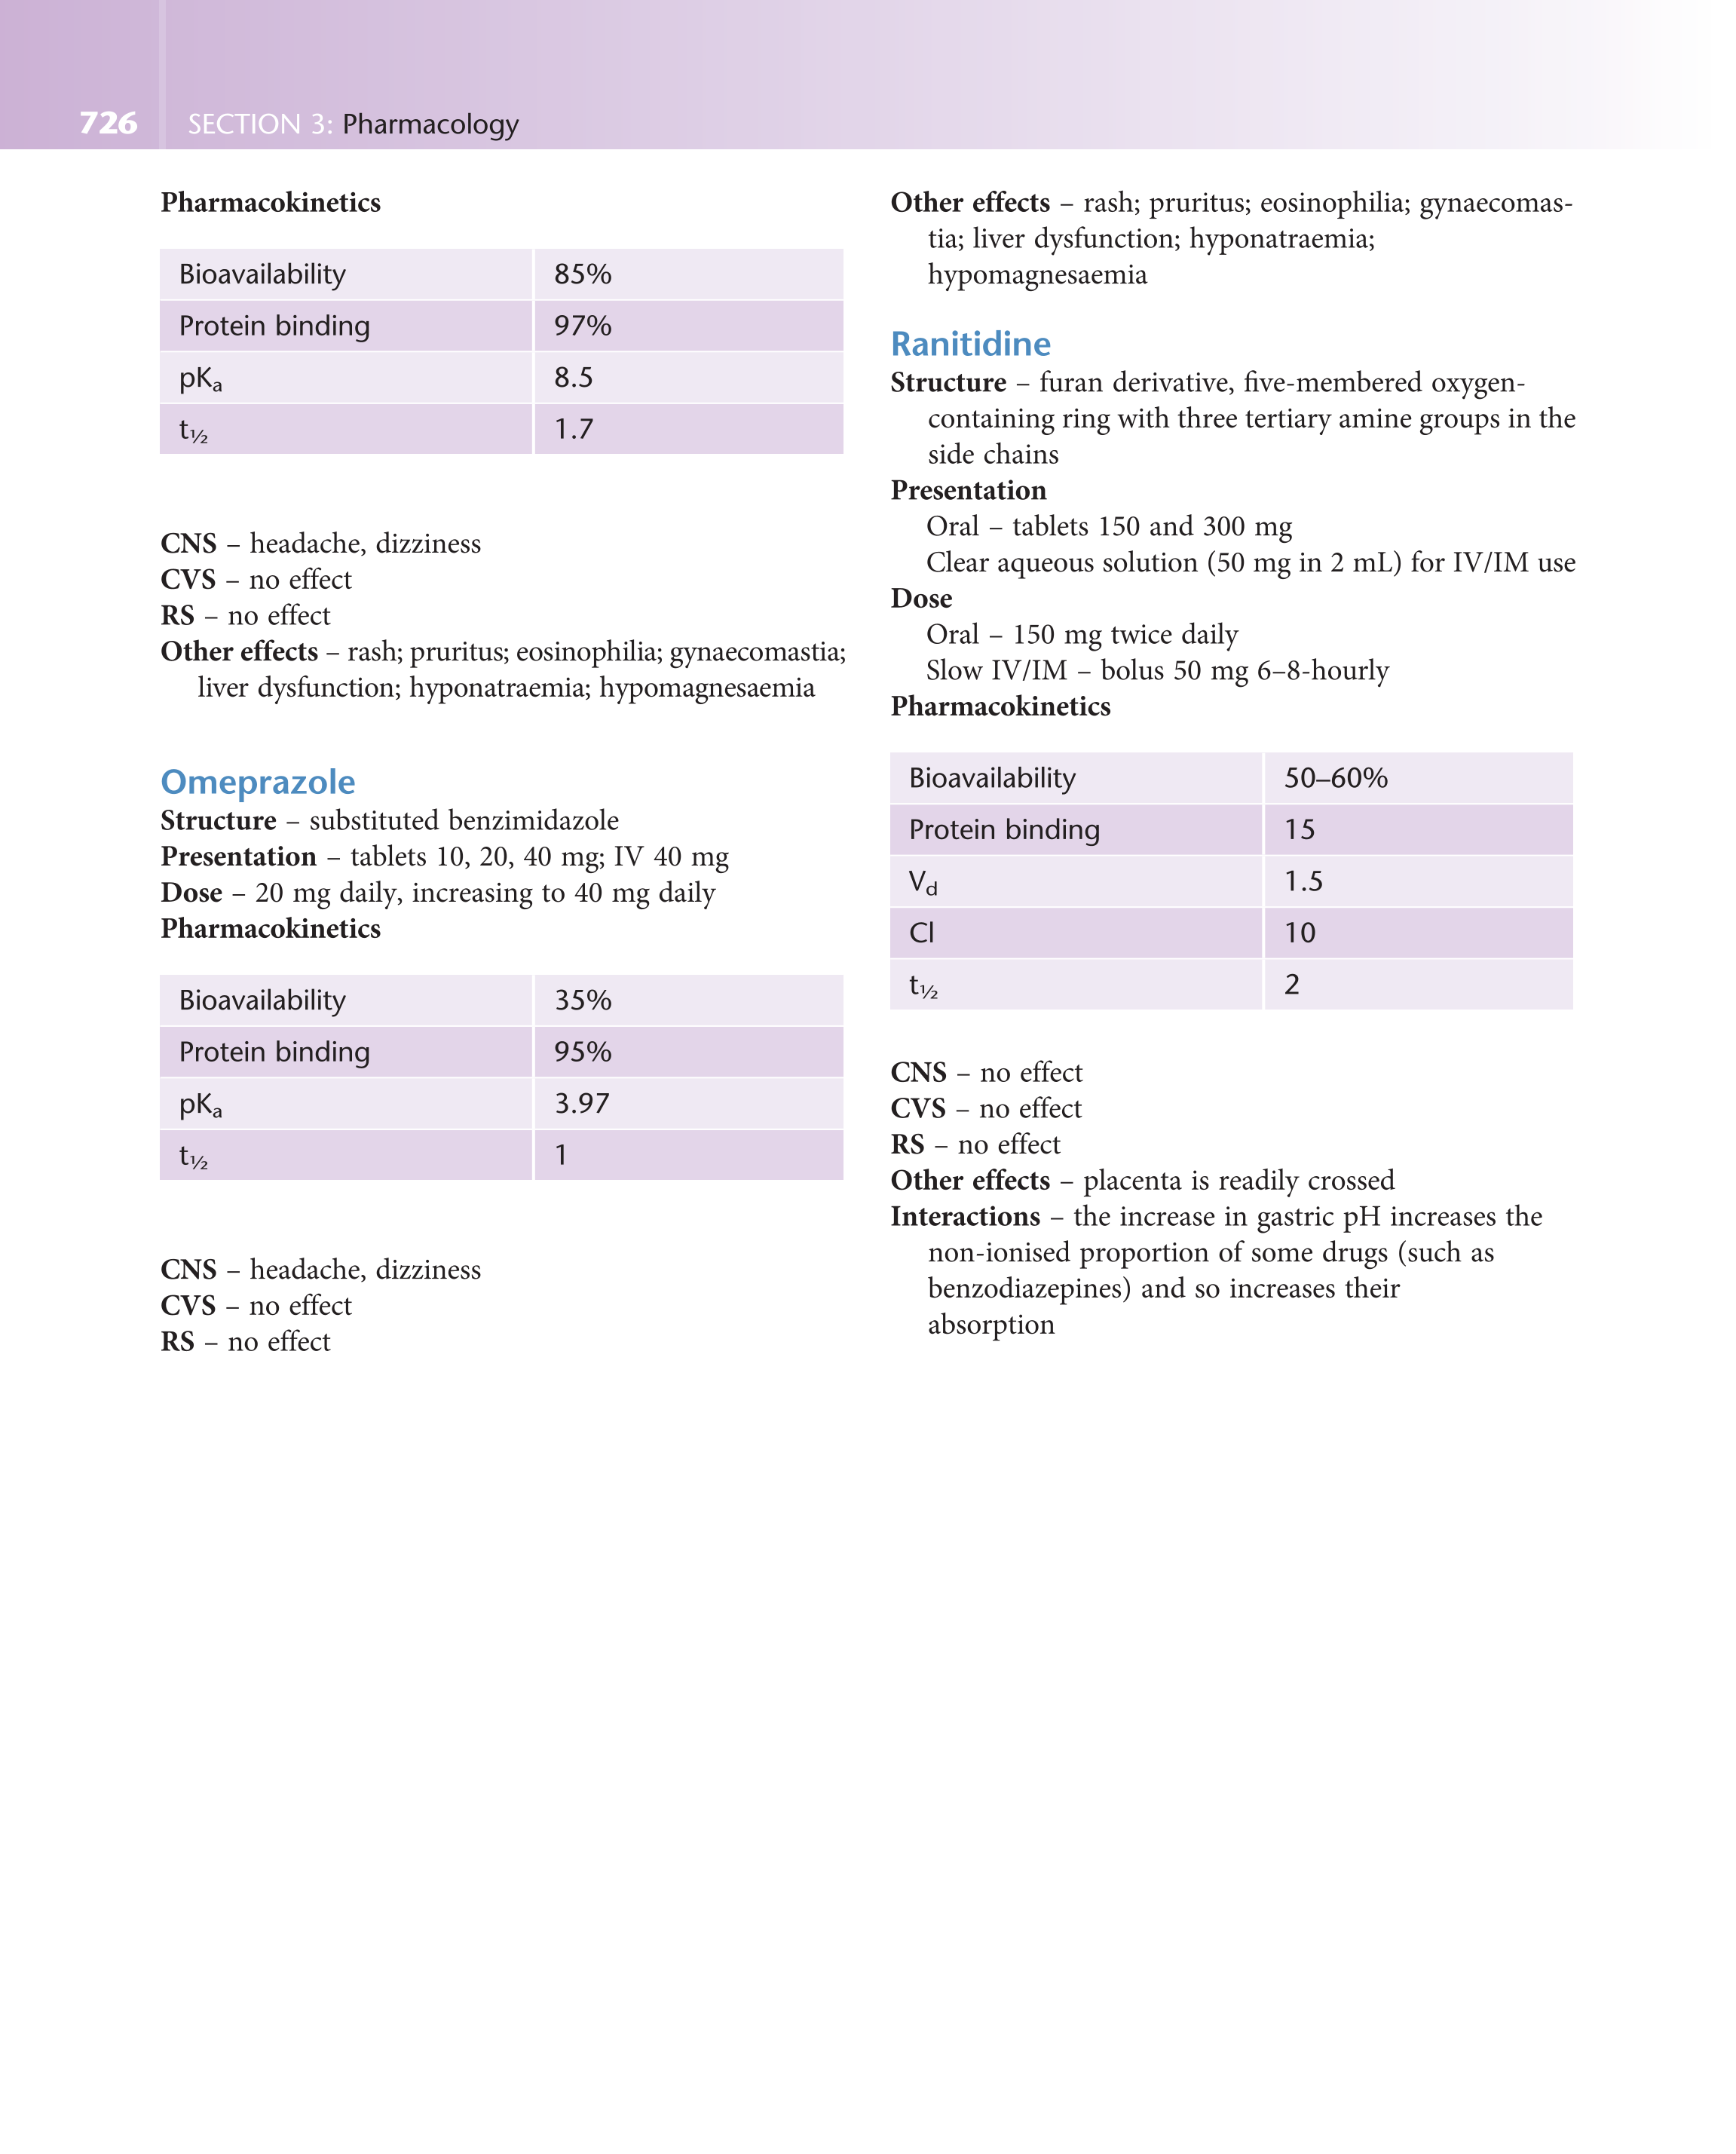 726 SECTION 3: Pharmacology
Pharmacokinetics
Bioavailability 85%
Protein binding 97%
pKa 8.5
t½ 1.7
CNS – headache, dizziness
CVS – no effect
RS – no effect
Other effects – rash; pruritus; eosinophilia; gynaecomastia;
liver dysfunction; hyponatraemia; hypomagnesaemia
Omeprazole
Structure – substituted benzimidazole
Presentation – tablets 10, 20, 40 mg; IV 40 mg
Dose – 20 mg daily, increasing to 40 mg daily
Pharmacokinetics
Bioavailability 35%
Protein binding 95%
pKa 3.97
t½ 1
CNS – headache, dizziness
CVS – no effect
RS – no effect
Other effects – rash; pruritus; eosinophilia; gynaecomas-
tia; liver dysfunction; hyponatraemia;
hypomagnesaemia
Ranitidine
Structure – furan derivative, five-membered oxygen-
containing ring with three tertiary amine groups in the
side chains
Presentation
Oral – tablets 150 and 300 mg
Clear aqueous solution (50 mg in 2 mL) for IV/IM use
Dose
Oral – 150 mg twice daily
Slow IV/IM – bolus 50 mg 6–8-hourly
Pharmacokinetics
Bioavailability 50–60%
Protein binding 15
Vd 1.5
Cl 10
t½ 2
CNS – no effect
CVS – no effect
RS – no effect
Other effects – placenta is readily crossed
Interactions – the increase in gastric pH increases the
non-ionised proportion of some drugs (such as
benzodiazepines) and so increases their
absorption